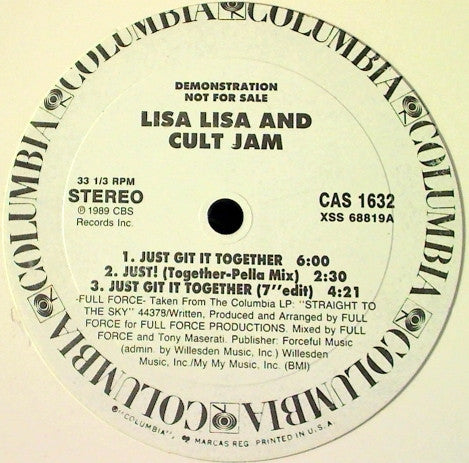 COLUMBIA COLUMBIA COLUMBIA COLUMBIA COLUMBIA COLUMBIA COLUMBIA
DEMONSTRATION
NOT FOR SALE
LISA LISA AND
CULT JAM
33 1/3 RPM
STEREO
℗ 1989 CBS
Records Inc.
CAS 1632
XSS 68819A
1. JUST GIT IT TOGETHER 6:00
2. JUST! (Together-Pella Mix) 2:30
3. JUST GIT IT TOGETHER (7''edit) 4:21
-FULL FORCE- Taken From The Columbia LP: ''STRAIGHT TO
THE SKY'' 44378/Written, Produced and Arranged by FULL
FORCE for FULL FORCE PRODUCTIONS. Mixed by FULL
FORCE and Tony Maserati. Publisher: Forceful Music
(admin. by Willesden Music, Inc.) Willesden
Music, Inc./My My Music, Inc. (BMI)
"COLUMBIA", MARCAS REG. PRINTED IN U.S.A.